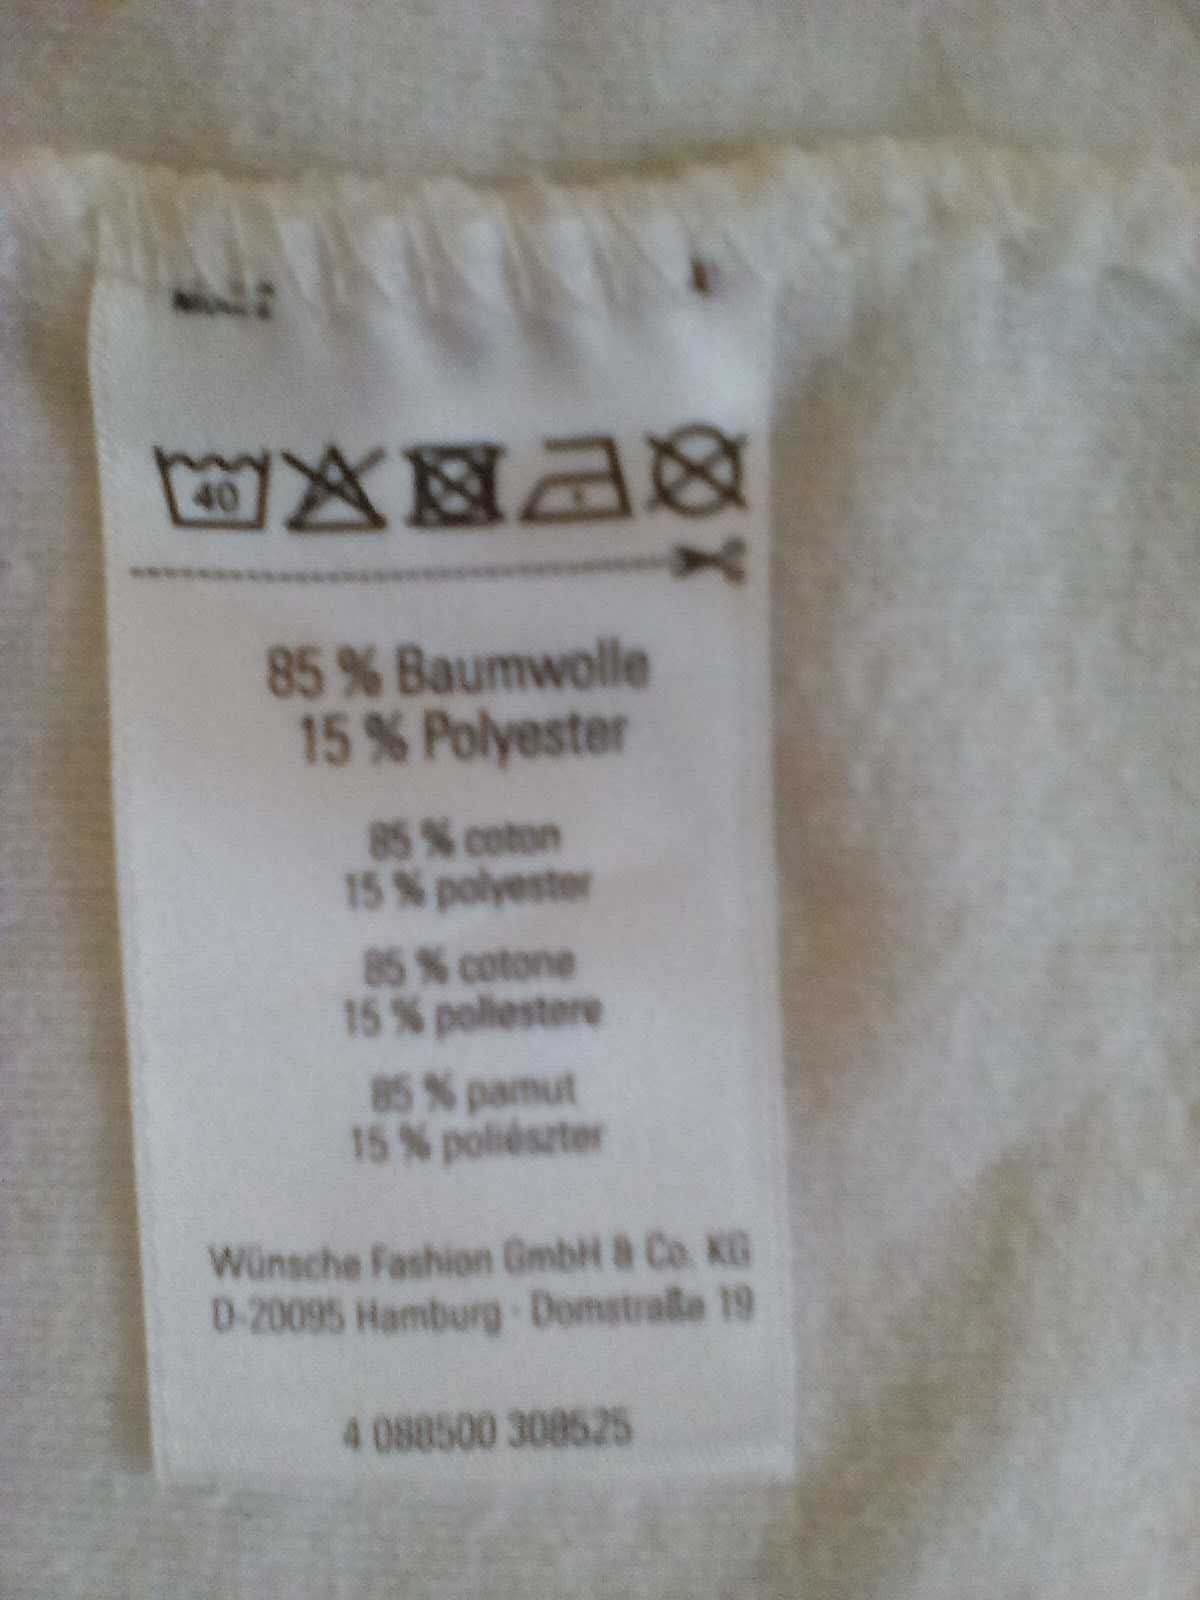 40
85 % Baumwolle
15 % Polyester
85 % coton
15 % polyester
85 % cotone
15 % poliestere
85 % pamut
15 % poliészter
Wünsche Fashion GmbH & Co. KG
D-20095 Hamburg · Domstraße 19
4 088500 308525